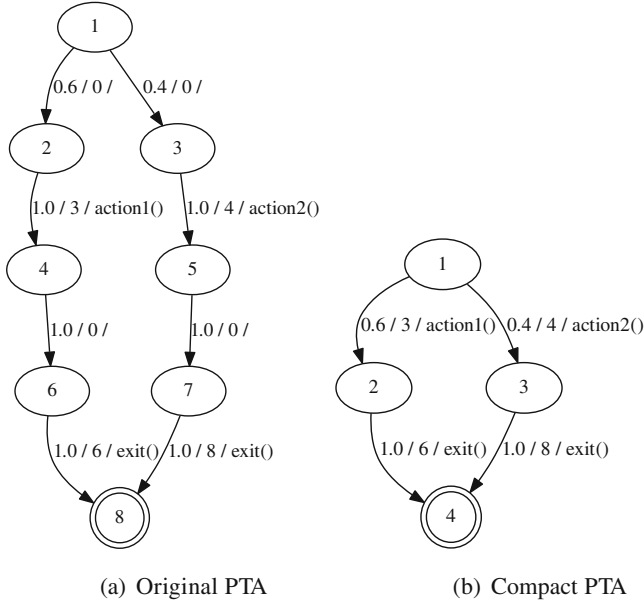 1
0.6 / 0 /
0.4 / 0 /
2
3
1.0 / 3 / action1()
1.0 / 4 / action2()
4
5
1.0 / 0 /
1.0 / 0 /
6
7
1.0 / 6 / exit()
1.0 / 8 / exit()
8
(a) Original PTA
1
0.6 / 3 / action1()
0.4 / 4 / action2()
2
3
1.0 / 6 / exit()
1.0 / 8 / exit()
4
(b) Compact PTA